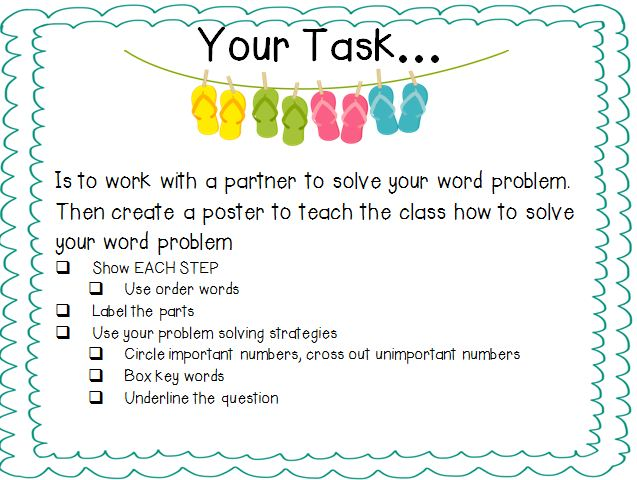 Your Task...
Is to work with a partner to solve your word problem.
Then create a poster to teach the class how to solve
your word problem
Show EACH STEP
Use order words
Label the parts
Use your problem solving strategies
Circle important numbers, cross out unimportant numbers
Box Key words
Underline the question